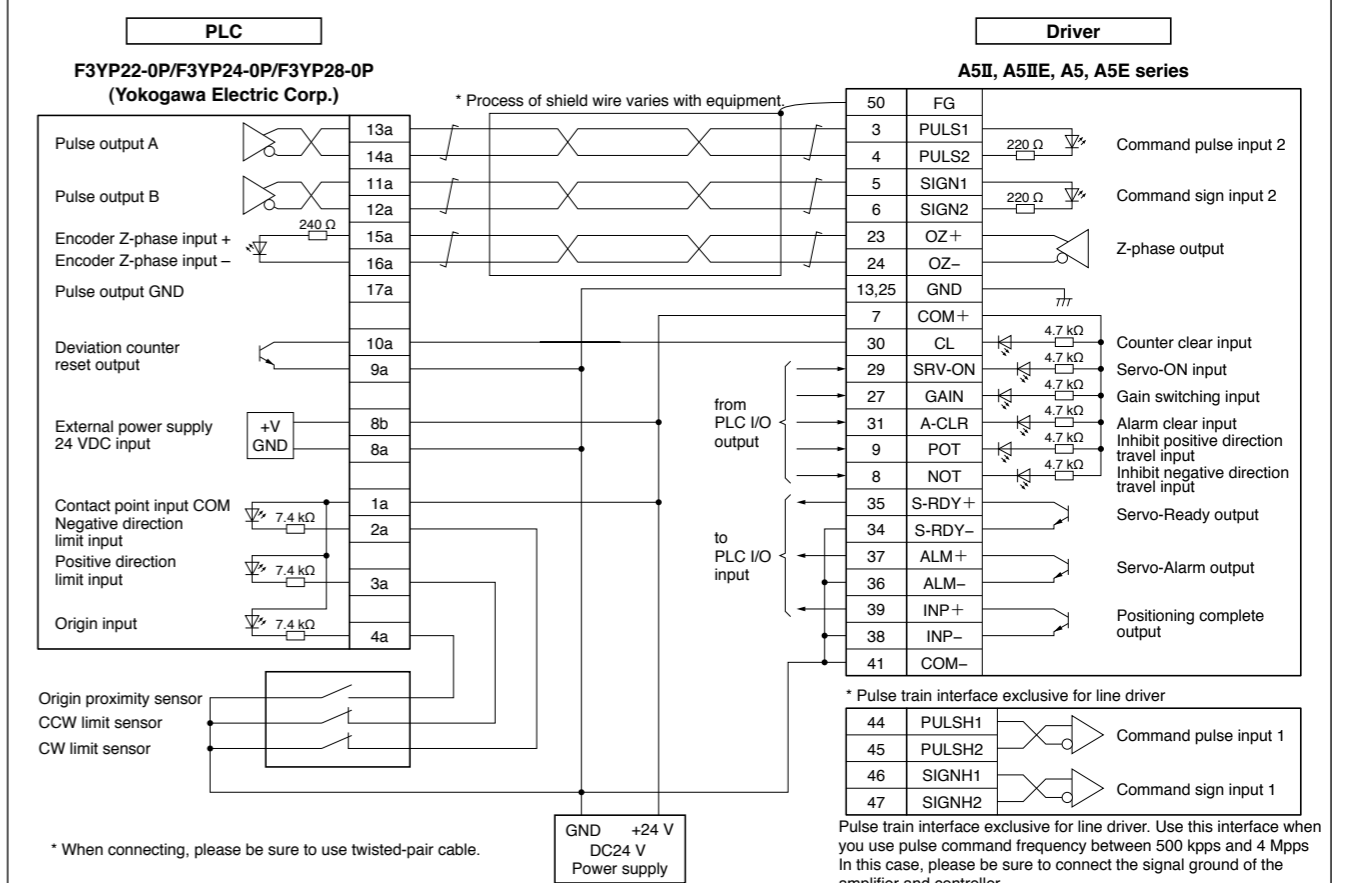 PLC
F3YP22-0P/F3YP24-0P/F3YP28-0P
(Yokogawa Electric Corp.)
Driver
A5II, A5IIE, A5, A5E series
* Process of shield wire varies with equipment.
Pulse output A
13a
14a
Pulse output B
11a
12a
240 Ω
Encoder Z-phase input +
15a
Encoder Z-phase input –
16a
Pulse output GND
17a
Deviation counter
reset output
10a
9a
External power supply
24 VDC input
+V
GND
8b
8a
Contact point input COM
1a
Negative direction
limit input
7.4 kΩ
2a
Positive direction
limit input
7.4 kΩ
3a
Origin input
7.4 kΩ
4a
Origin proximity sensor
CCW limit sensor
CW limit sensor
GND +24 V
DC24 V
Power supply
* When connecting, please be sure to use twisted-pair cable.
from
PLC I/O
output
to
PLC I/O
input
50 FG
3 PULS1
4 PULS2
220 Ω
Command pulse input 2
5 SIGN1
6 SIGN2
220 Ω
Command sign input 2
23 OZ+
24 OZ–
Z-phase output
13,25 GND
7 COM+
30 CL 4.7 kΩ Counter clear input
29 SRV-ON 4.7 kΩ Servo-ON input
27 GAIN 4.7 kΩ Gain switching input
31 A-CLR 4.7 kΩ Alarm clear input
9 POT 4.7 kΩ Inhibit positive direction
travel input
8 NOT 4.7 kΩ Inhibit negative direction
travel input
35 S-RDY+
34 S-RDY–
Servo-Ready output
37 ALM+
36 ALM–
Servo-Alarm output
39 INP+
38 INP–
Positioning complete
output
41 COM–
* Pulse train interface exclusive for line driver
44 PULSH1
45 PULSH2
Command pulse input 1
46 SIGNH1
47 SIGNH2
Command sign input 1
Pulse train interface exclusive for line driver. Use this interface when
you use pulse command frequency between 500 kpps and 4 Mpps
In this case, please be sure to connect the signal ground of the
amplifier and controller